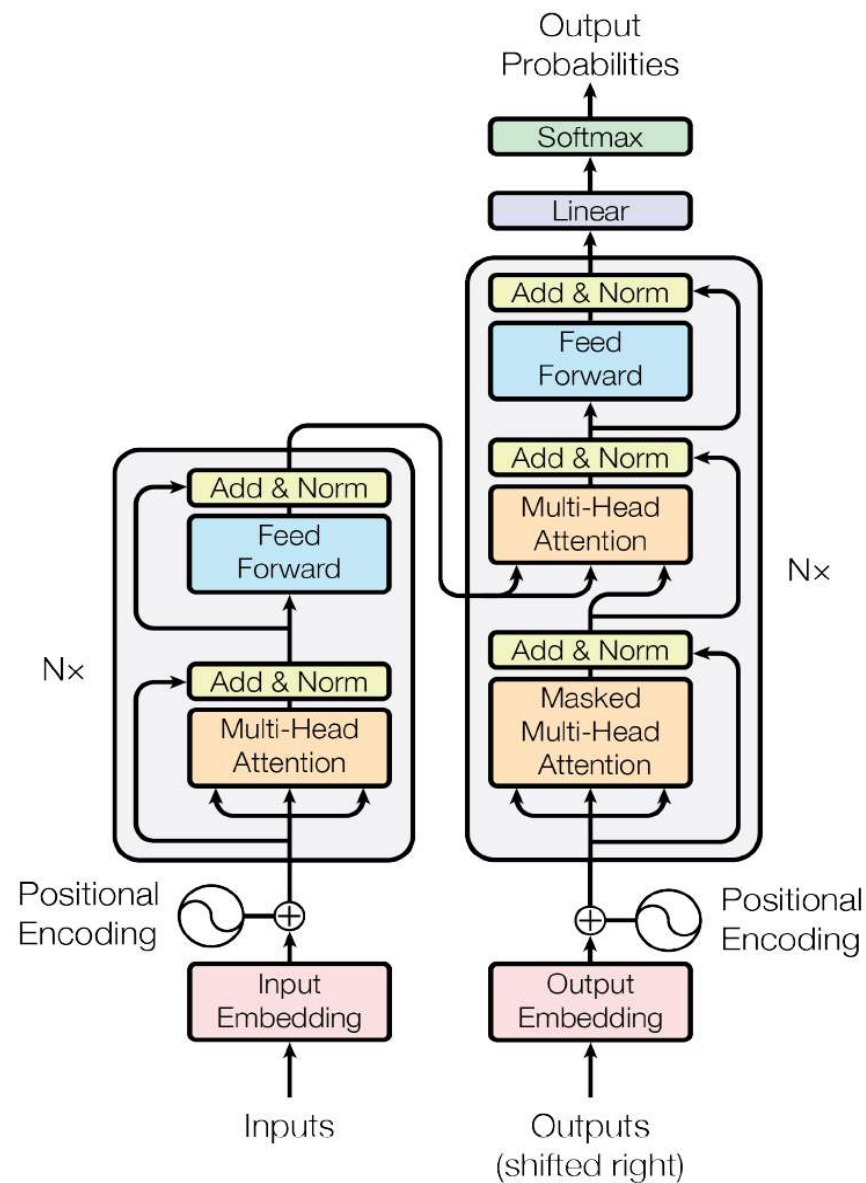 Output
Probabilities
Softmax
Linear
Add & Norm
Feed
Forward
Add & Norm
Multi-Head
Attention
Add & Norm
Masked
Multi-Head
Attention
Nx
Add & Norm
Feed
Forward
Add & Norm
Multi-Head
Attention
Nx
Positional
Encoding
Positional
Encoding
Input
Embedding
Output
Embedding
Inputs
Outputs
(shifted right)